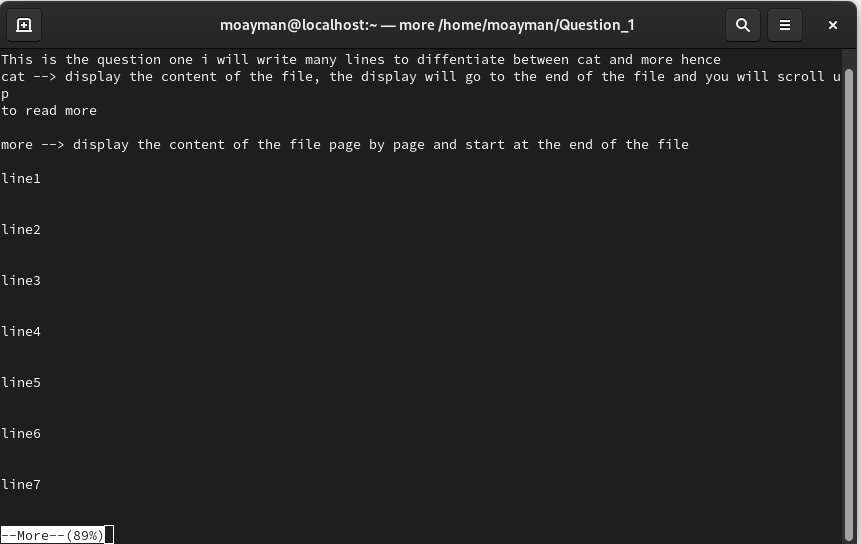 moayman@localhost:~ — more /home/moayman/Question_1
This is the question one i will write many lines to diffentiate between cat and more hence
cat --> display the content of the file, the display will go to the end of the file and you will scroll u
p
to read more
more --> display the content of the file page by page and start at the end of the file
line1
line2
line3
line4
line5
line6
line7
--More--(89%)